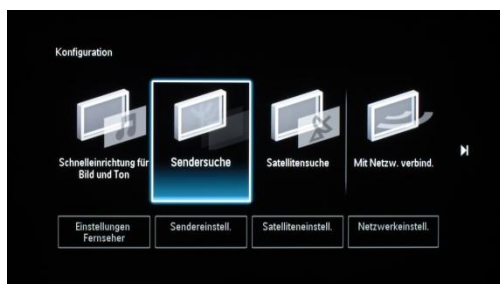 Konfiguration
Schnelleinrichtung für
Bild und Ton
Sendersuche
Satellitensuche
Mit Netzw. verbind.
Einstellungen
Fernseher
Sendereinstell.
Satelliteneinstell.
Netzwerkeinstell.